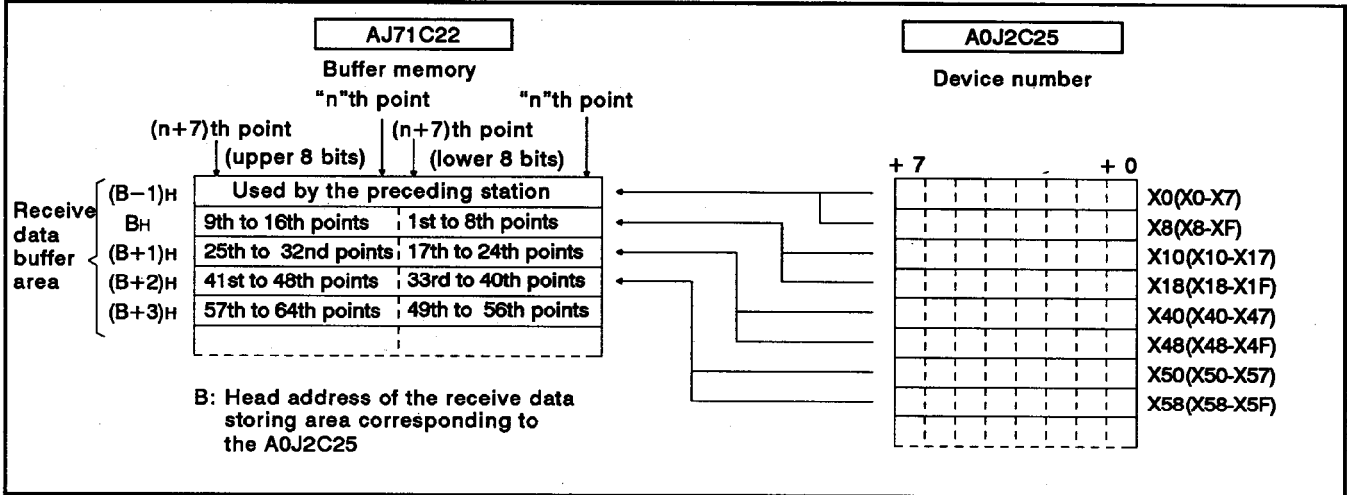 AJ71C22
A0J2C25
Buffer memory
Device number
"n"th point
"n"th point
(n+7)th point
(n+7)th point
(upper 8 bits)
(lower 8 bits)
+ 7
+ 0
Receive
data
buffer
area
(B−1)H
Used by the preceding station
X0(X0-X7)
BH
9th to 16th points
1st to 8th points
X8(X8-XF)
(B+1)H
25th to 32nd points
17th to 24th points
X10(X10-X17)
(B+2)H
41st to 48th points
33rd to 40th points
X18(X18-X1F)
(B+3)H
57th to 64th points
49th to 56th points
X40(X40-X47)
X48(X48-X4F)
X50(X50-X57)
X58(X58-X5F)
B: Head address of the receive data
storing area corresponding to
the A0J2C25